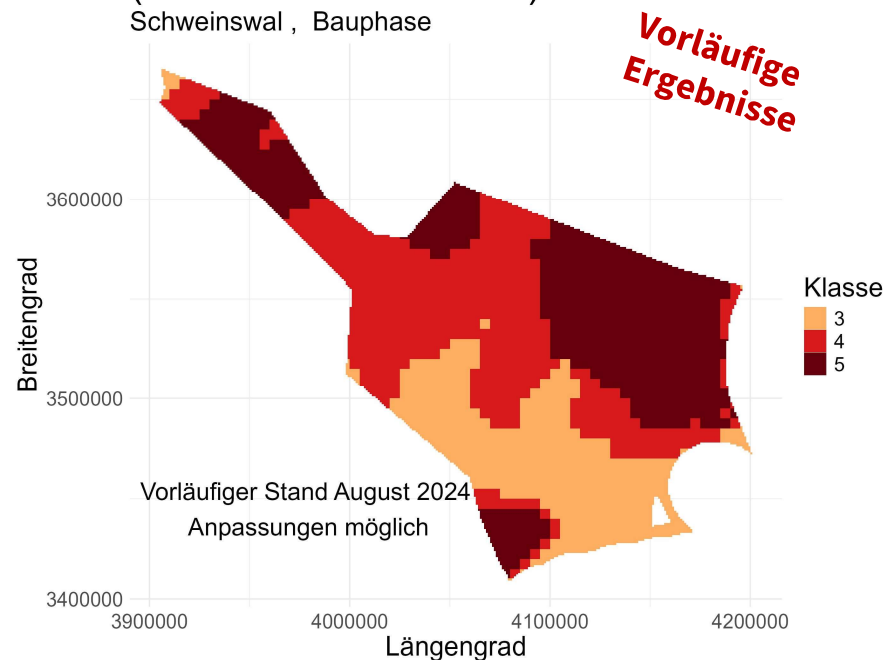 Schweinswal ,  Bauphase
Vorläufige
Ergebnisse
Breitengrad
3600000
3500000
3400000
Vorläufiger Stand August 2024
Anpassungen möglich
3900000
4000000
4100000
4200000
Längengrad
Klasse
3
4
5